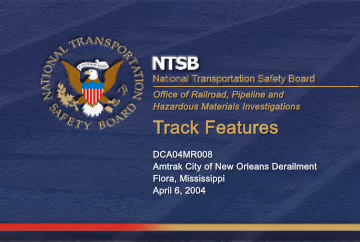 NATIONAL TRANSPORTATION
SAFETY BOARD
NTSB
National Transportation Safety Board
Office of Railroad, Pipeline and
Hazardous Materials Investigations
Track Features
DCA04MR008
Amtrak City of New Orleans Derailment
Flora, Mississippi
April 6, 2004